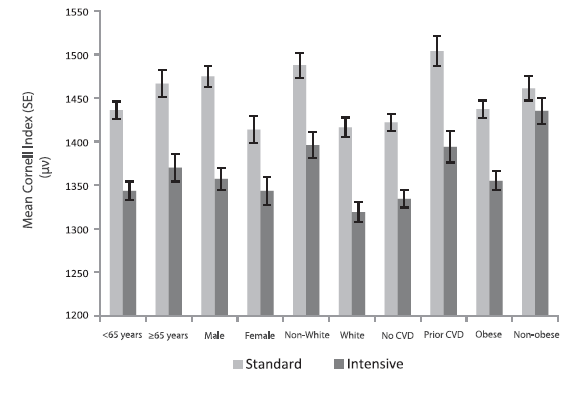 1550
1500
1450
1400
1350
1300
1250
1200
Mean Cornell Index (SE)
(μv)
<65 years ≥65 years Male Female Non-White White No CVD Prior CVD Obese Non-obese
Standard Intensive